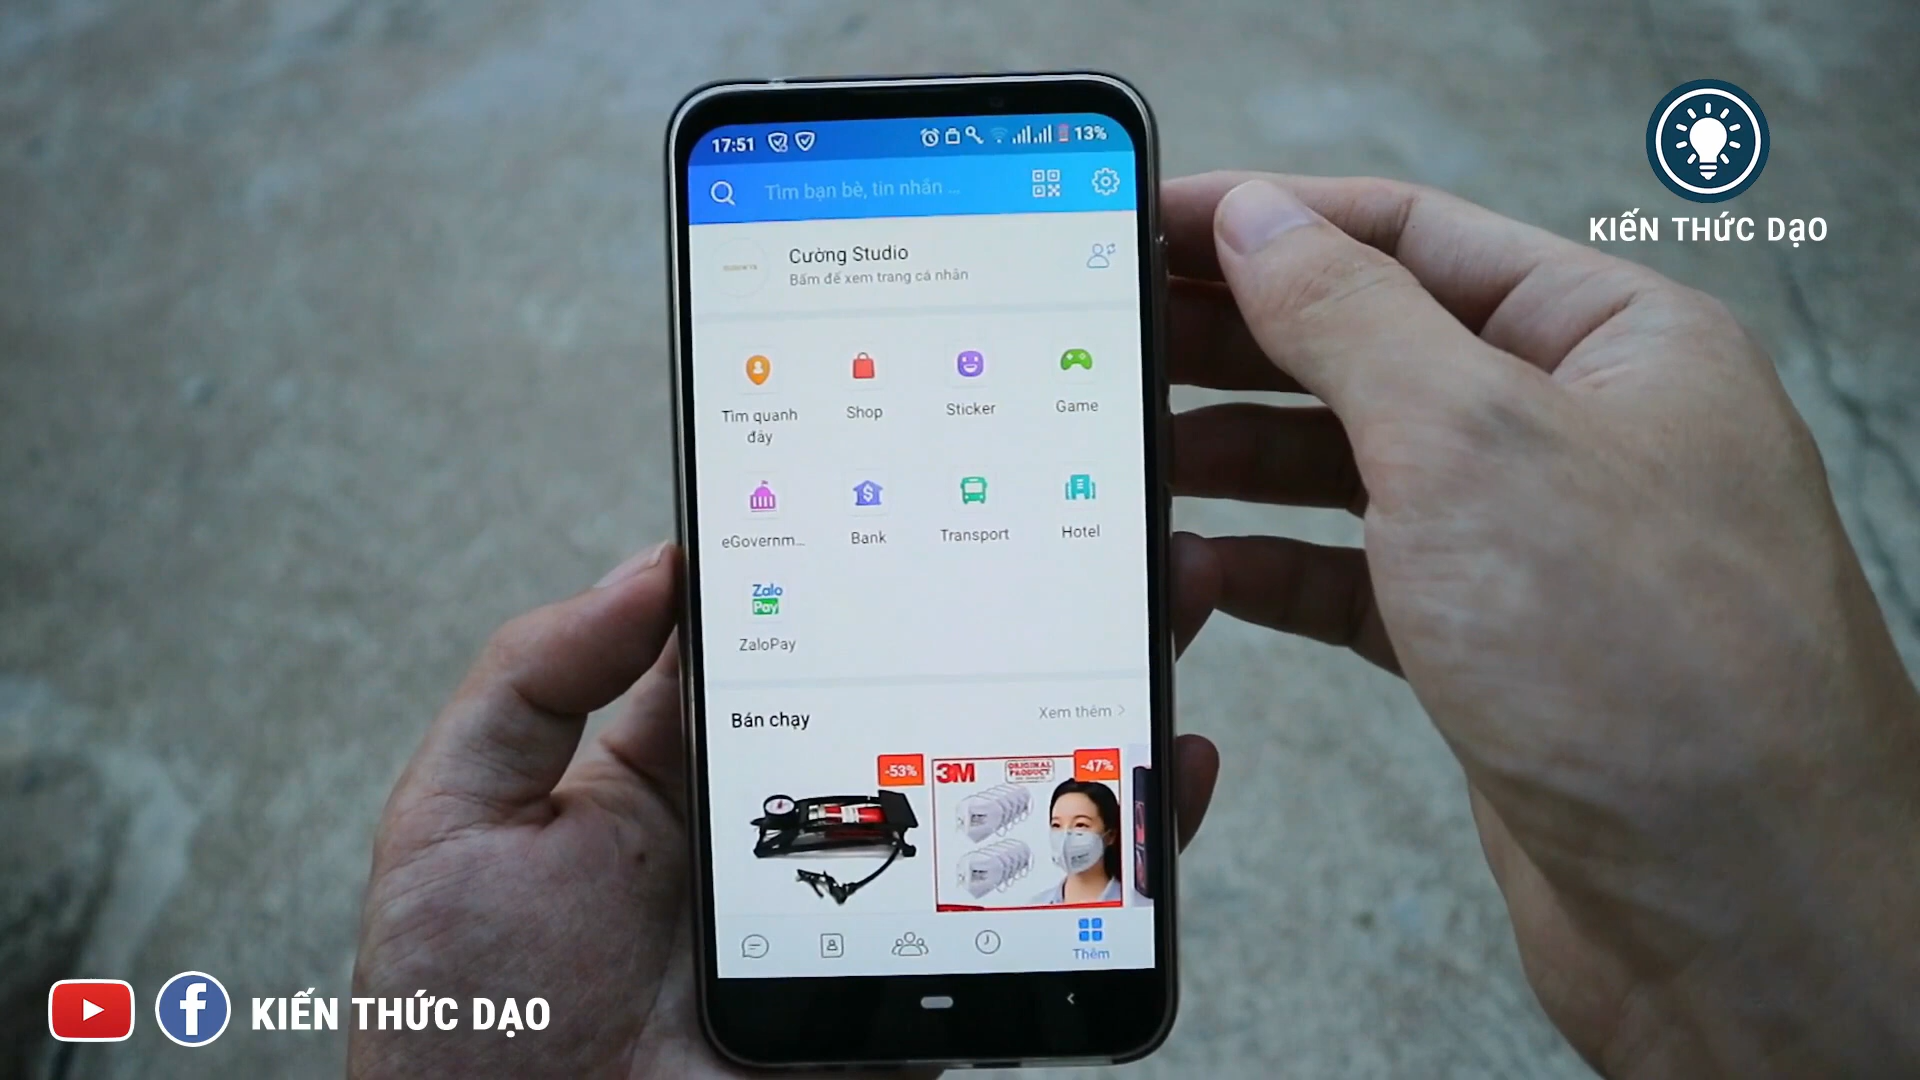 17:51
13%
Tìm bạn bè, tin nhắn ...
Cường Studio
Bấm để xem trang cá nhân
Tìm quanh
đây
Shop
Sticker
Game
eGovernm...
Bank
Transport
Hotel
Zalo
Pay
ZaloPay
Bán chạy
Xem thêm >
-53%
3M
ORIGINAL
PRODUCT
-47%
Thêm
KIẾN THỨC DẠO
KIẾN THỨC DẠO